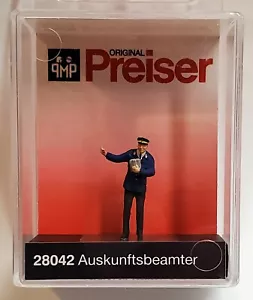 ORIGINAL
PMP
Preiser
28042 Auskunftsbeamter